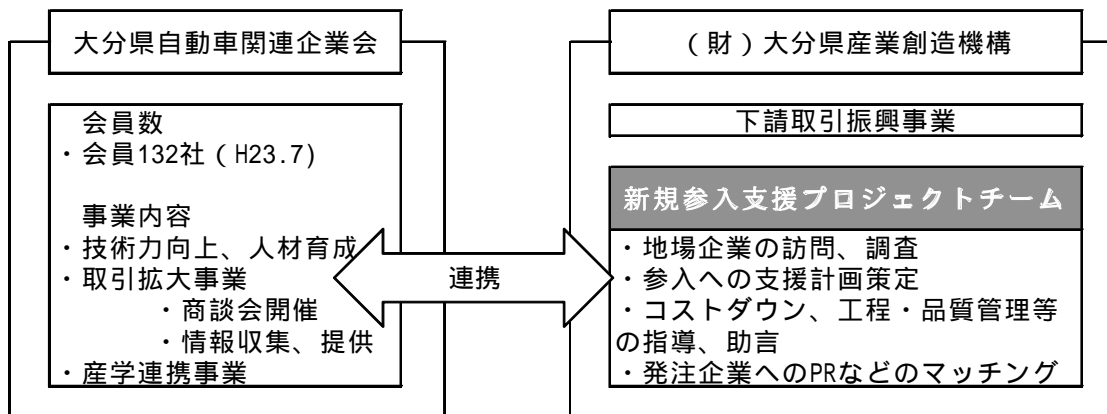 大分県自動車関連企業会
会員数
・会員132社（H23.7)
事業内容
・技術力向上、人材育成
・取引拡大事業
・商談会開催
・情報収集、提供
・産学連携事業
連携
（財）大分県産業創造機構
下請取引振興事業
新規参入支援プロジェクトチーム
・地場企業の訪問、調査
・参入への支援計画策定
・コストダウン、工程・品質管理等
の指導、助言
・発注企業へのPRなどのマッチング